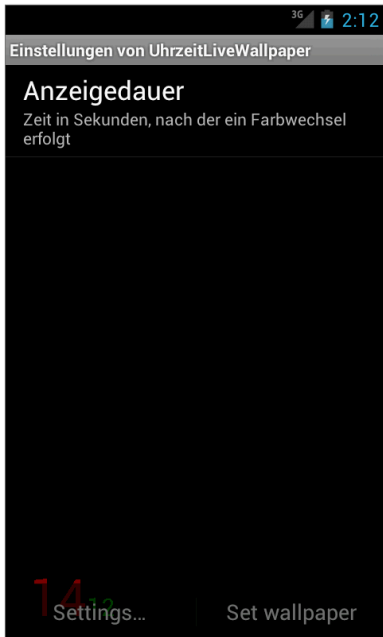 3G 2:12
Einstellungen von UhrzeitLiveWallpaper
Anzeigedauer
Zeit in Sekunden, nach der ein Farbwechsel
erfolgt
14 12
Settings... Set wallpaper